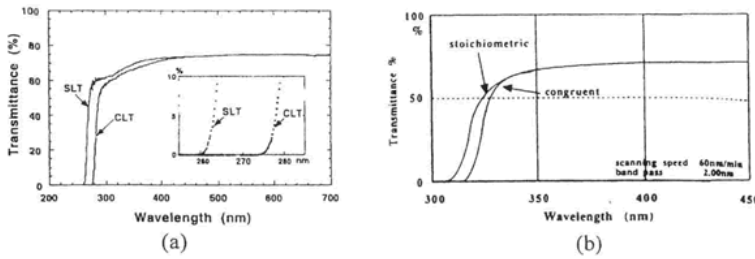 100
80
60
40
20
0
Transmittance (%)
SLT
CLT
%
10
5
0
SLT
CLT
260
270
280
nm
200
300
400
500
600
700
Wavelength (nm)
(a)
100
%
50
0
Transmittance %
stoichiometric
congruent
scanning speed 60nm/min
band pass 2.00nm
300
350
400
450
Wavelength (nm)
(b)